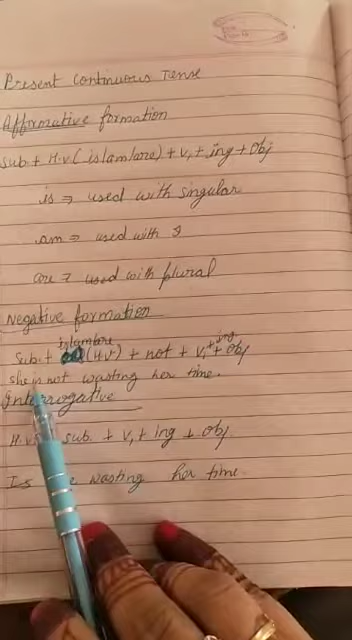 Present Continuous Tense
Afformative formation
Sub. + H.v (is/am/are) + v1 + ing + Obj
is ⇒ used with singular
am ⇒ used with I
are ⇒ used with plural
Negative formation
is/am/are
Sub. + (H.v) + not + v1 + ing + Obj
She is not wasting her time.
Interrogative
H.v sub. + v1 + ing + Obj
Is wasting her time